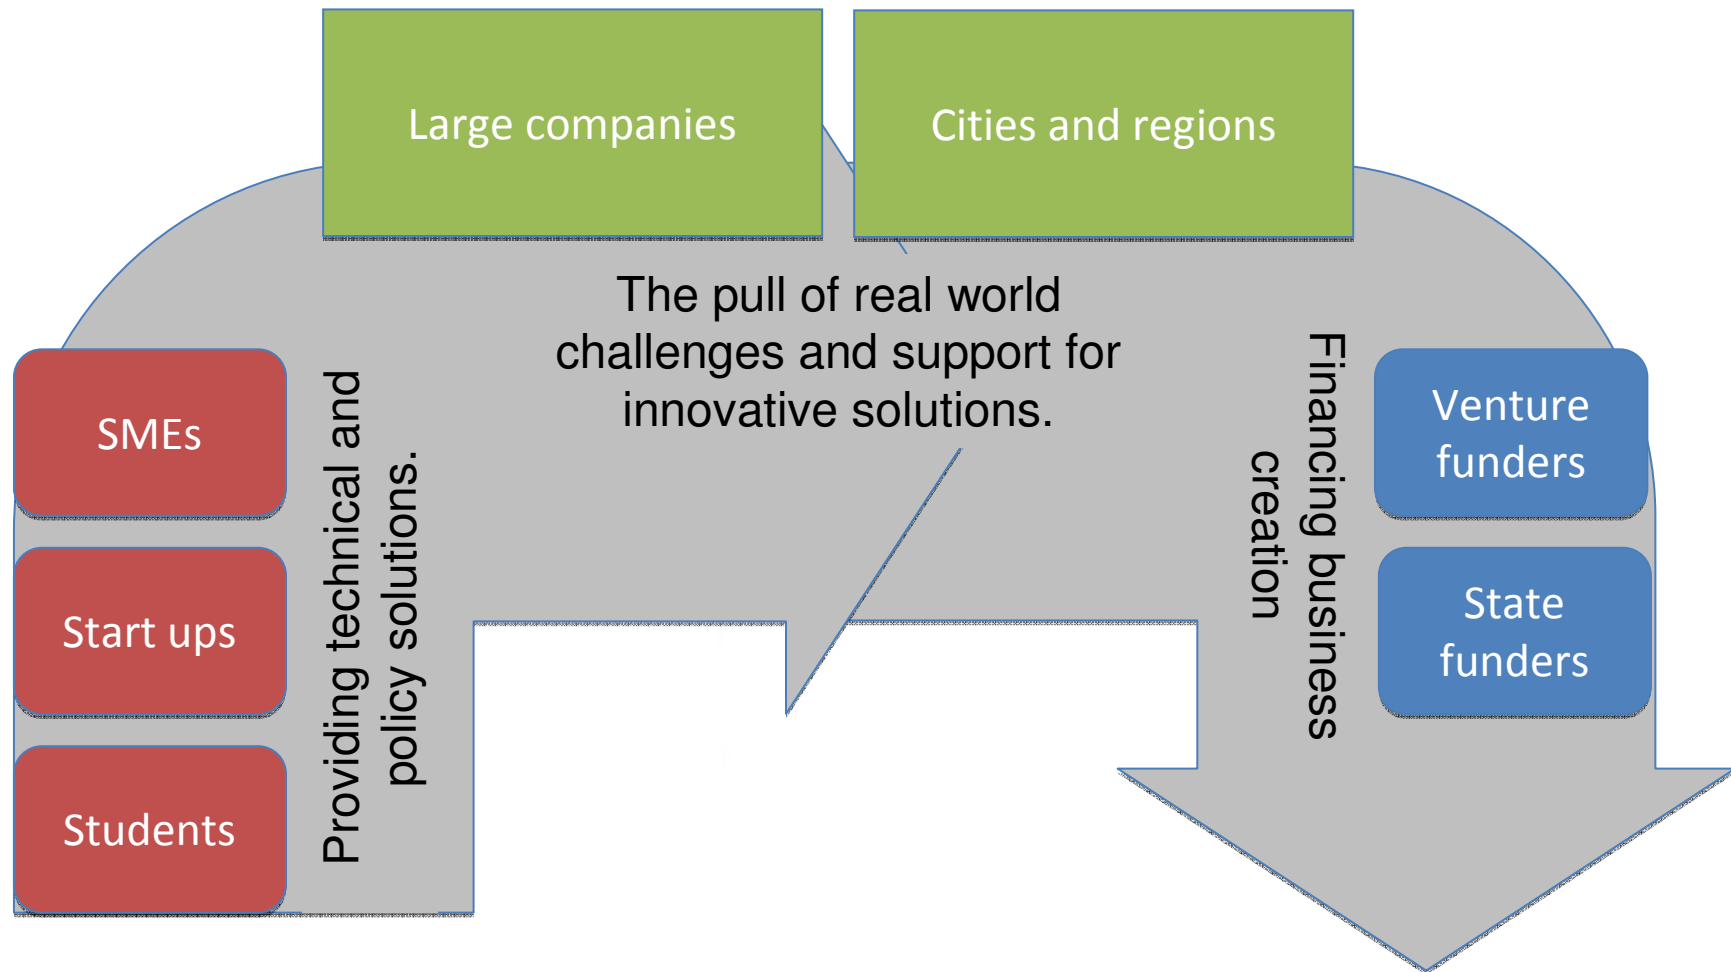 Large companies
Cities and regions
The pull of real world
challenges and support for
innovative solutions.
SMEs
Start ups
Students
Providing technical and
policy solutions.
Financing business
creation
Venture
funders
State
funders